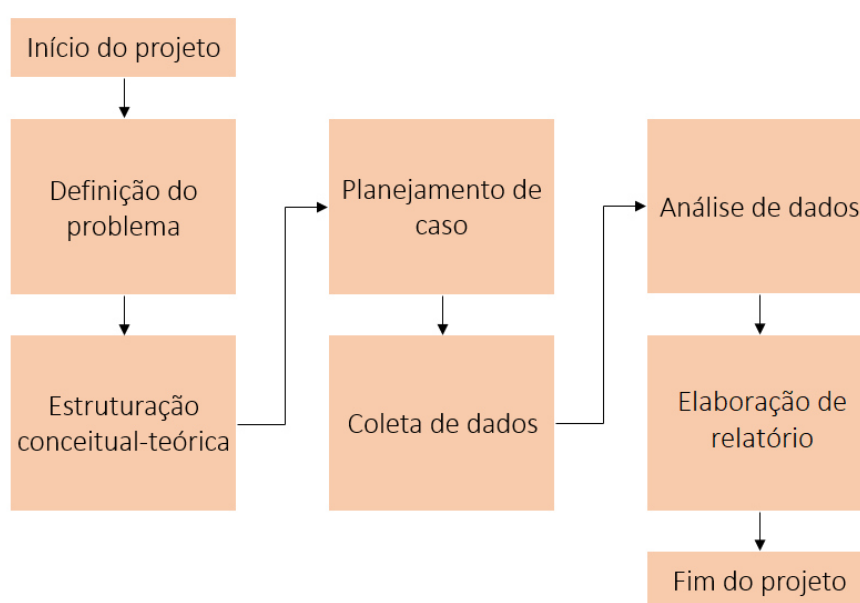 Início do projeto
Definição do
problema
Estruturação
conceitual-teórica
Planejamento de
caso
Coleta de dados
Análise de dados
Elaboração de
relatório
Fim do projeto